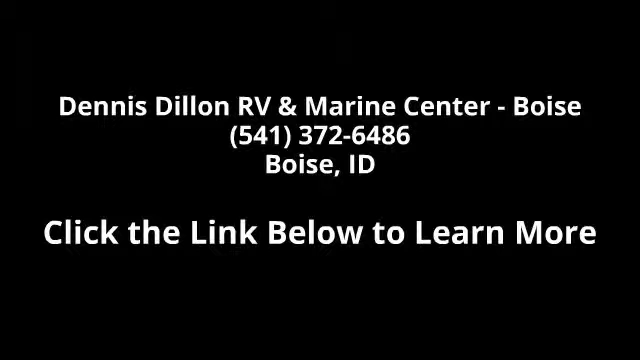 Dennis Dillon RV & Marine Center - Boise
(541) 372-6486
Boise, ID
Click the Link Below to Learn More